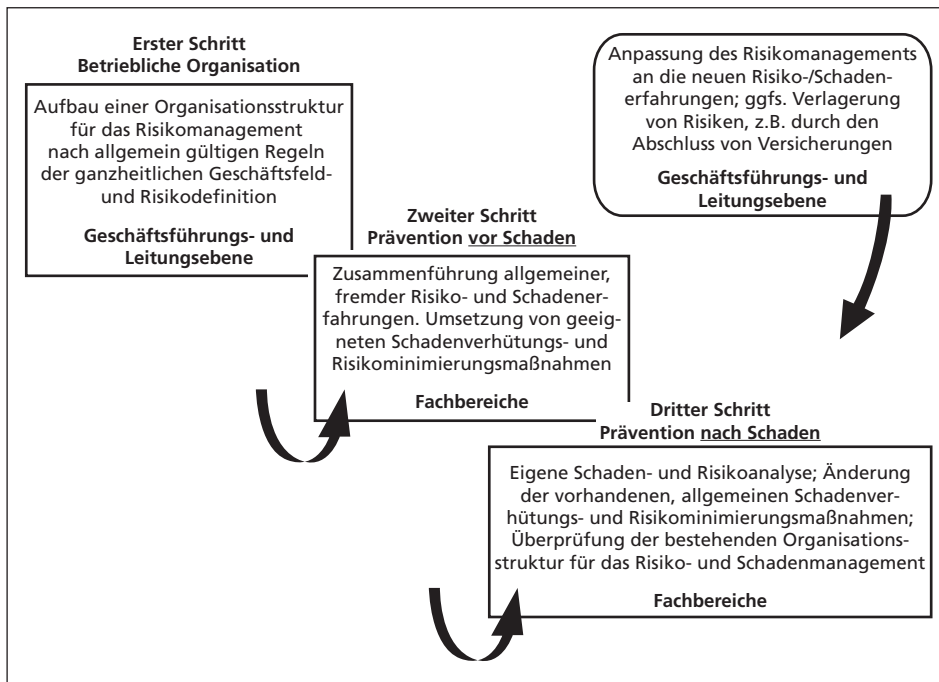 Erster Schritt
Betriebliche Organisation
Aufbau einer Organisationsstruktur
für das Risikomanagement
nach allgemein gültigen Regeln
der ganzheitlichen Geschäftsfeld-
und Risikodefinition
Geschäftsführungs- und
Leitungsebene
Zweiter Schritt
Prävention vor Schaden
Zusammenführung allgemeiner,
fremder Risiko- und Schadener-
fahrungen. Umsetzung von geeig-
neten Schadenverhütungs- und
Risikominimierungsmaßnahmen
Fachbereiche
Dritter Schritt
Prävention nach Schaden
Eigene Schaden- und Risikoanalyse; Änderung
der vorhandenen, allgemeinen Schadenver-
hütungs- und Risikominimierungsmaßnahmen;
Überprüfung der bestehenden Organisations-
struktur für das Risiko- und Schadenmanagement
Fachbereiche
Anpassung des Risikomanagements
an die neuen Risiko-/Schaden-
erfahrungen; ggfs. Verlagerung
von Risiken, z.B. durch den
Abschluss von Versicherungen
Geschäftsführungs- und
Leitungsebene